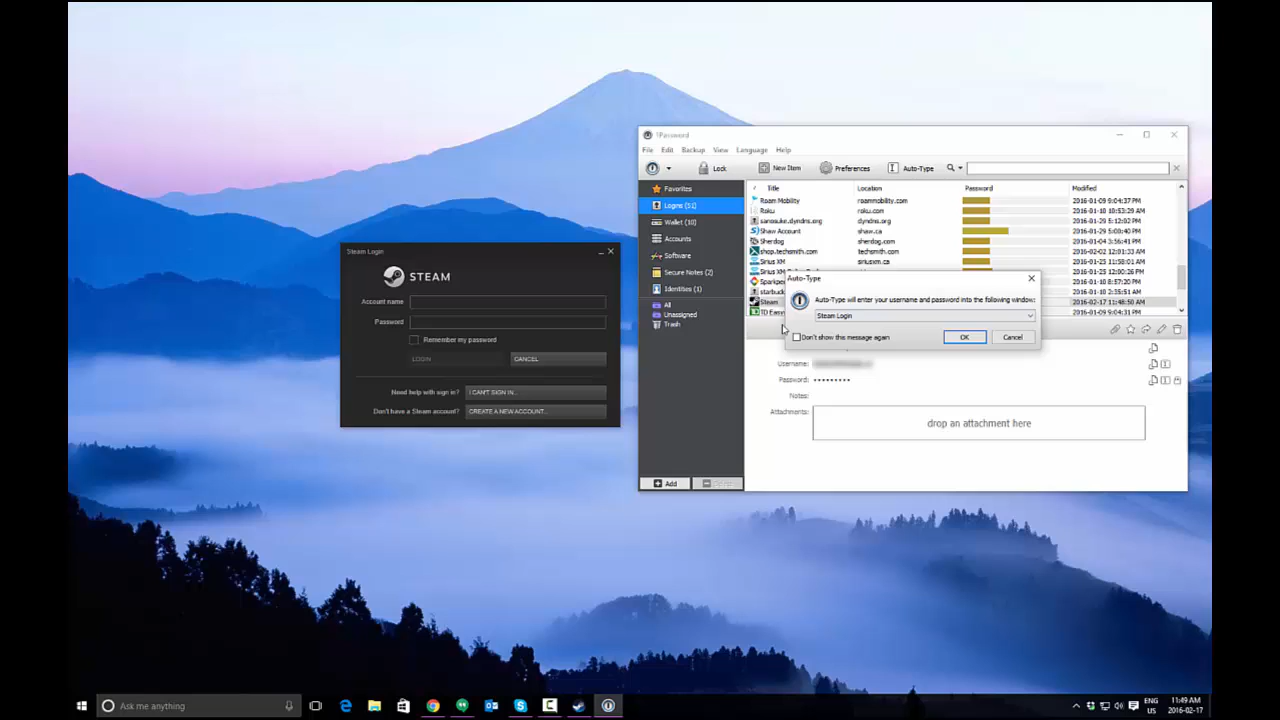 Steam Login
STEAM
Account name
Password
Remember my password
LOGIN
CANCEL
Need help with sign in?
I CAN'T SIGN IN...
Don't have a Steam account?
CREATE A NEW ACCOUNT...
1Password
File Edit Backup View Language Help
Lock New Item Preferences Auto-Type
Favorites
Logins (51)
Wallet (10)
Accounts
Software
Secure Notes (2)
Identities (1)
All
Unassigned
Trash
Add
Title Location Password Modified
Roam Mobility roammobility.com 2016-01-09 9:04:37 PM
Roku roku.com 2016-01-10 10:53:29 AM
sanosuke.dyndns.org dyndns.org 2016-01-29 5:12:02 PM
Shaw Account shaw.ca 2016-01-29 5:00:40 PM
Sherdog sherdog.com 2016-01-04 3:56:41 PM
shop.techsmith.com techsmith.com 2016-02-02 12:01:33 AM
Sirius XM siriusxm.ca 2016-01-25 11:58:01 AM
Sirius XM 2016-01-25 12:00:26 PM
Sparkpe 2016-01-18 2:15:27 PM
starbuck 2016-01-10 2:35:51 AM
Steam 2016-02-17 11:48:50 AM
TD Easy 2016-01-09 9:04:31 PM
Auto-Type
Auto-Type will enter your username and password into the following window:
Steam Login
Don't show this message again
OK
Cancel
Username:
Password: •••••••••
Notes:
Attachments:
drop an attachment here
Ask me anything
ENG
US
11:49 AM
2016-02-17